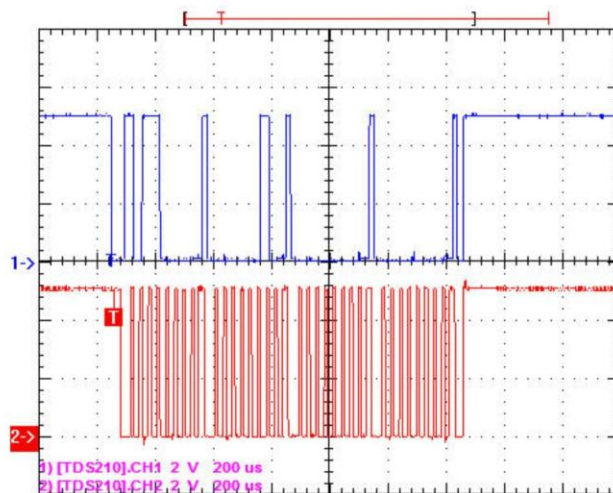 T
1->
T
T
2->
1) [TDS210].CH1 2 V 200 us
2) [TDS210].CH2 2 V 200 us